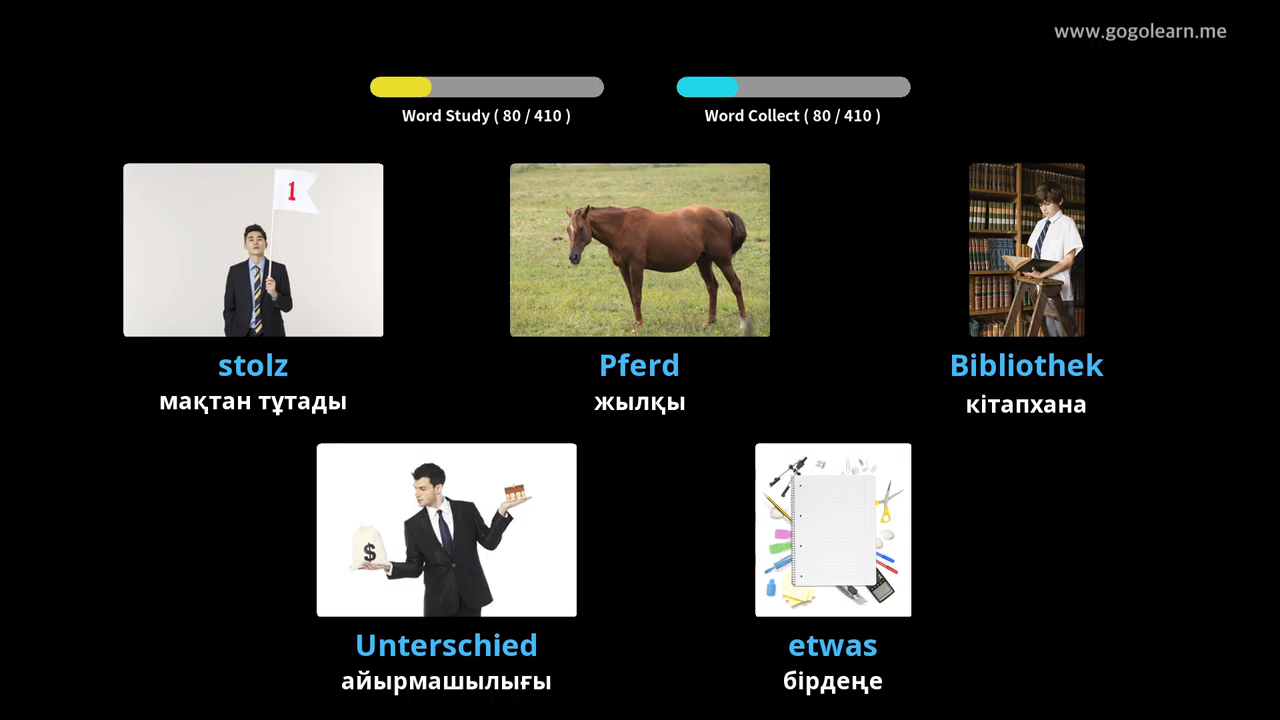 www.gogolearn.me
Word Study ( 80 / 410 )
Word Collect ( 80 / 410 )
1
stolz
Pferd
Bibliothek
мақтан тұтады
жылқы
кітапхана
$
Unterschied
etwas
айырмашылығы
бірдеңе